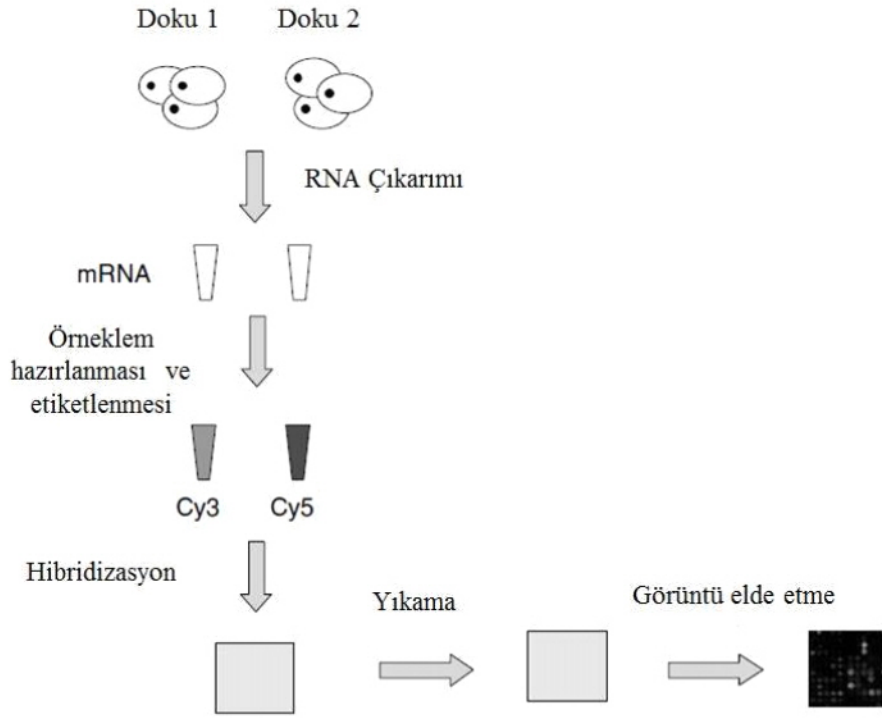 Doku 1
Doku 2
RNA Çıkarımı
mRNA
Örneklem
hazırlanması ve
etiketlenmesi
Cy3
Cy5
Hibridizasyon
Yıkama
Görüntü elde etme